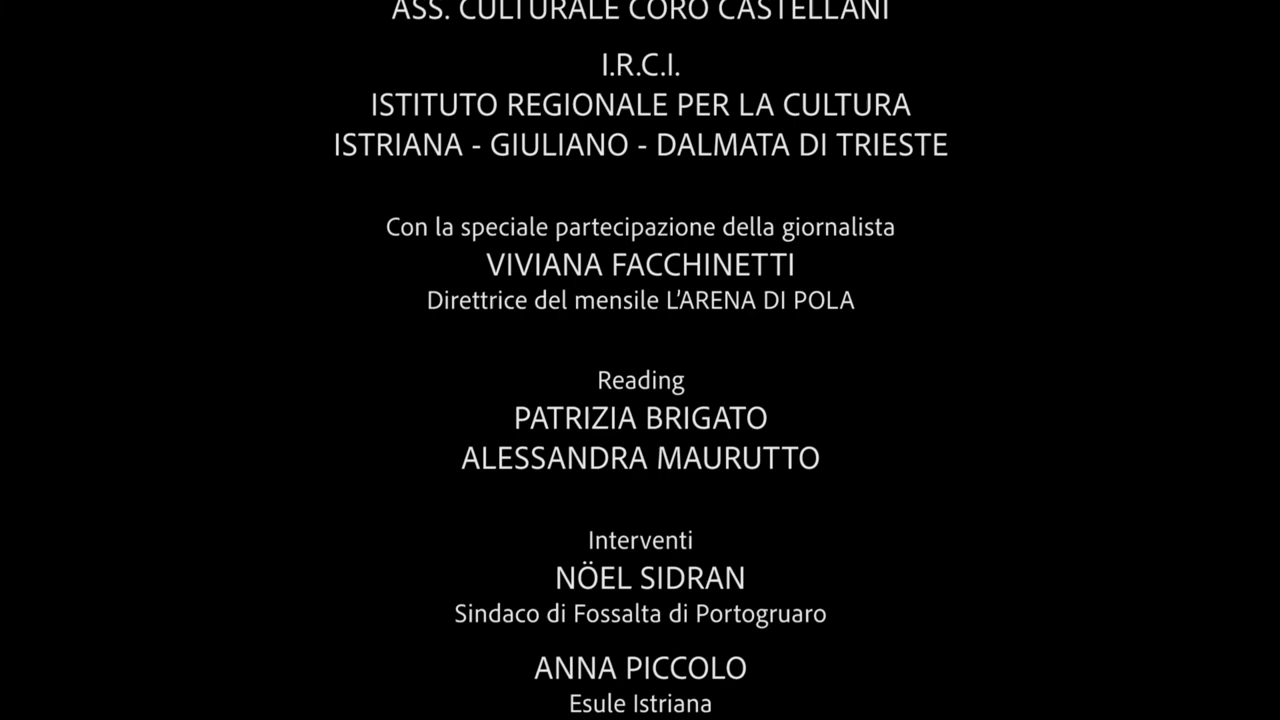 ASS. CULTURALE CORO CASTELLANI
I.R.C.I.
ISTITUTO REGIONALE PER LA CULTURA
ISTRIANA - GIULIANO - DALMATA DI TRIESTE
Con la speciale partecipazione della giornalista
VIVIANA FACCHINETTI
Direttrice del mensile L’ARENA DI POLA
Reading
PATRIZIA BRIGATO
ALESSANDRA MAURUTTO
Interventi
NÖEL SIDRAN
Sindaco di Fossalta di Portogruaro
ANNA PICCOLO
Esule Istriana